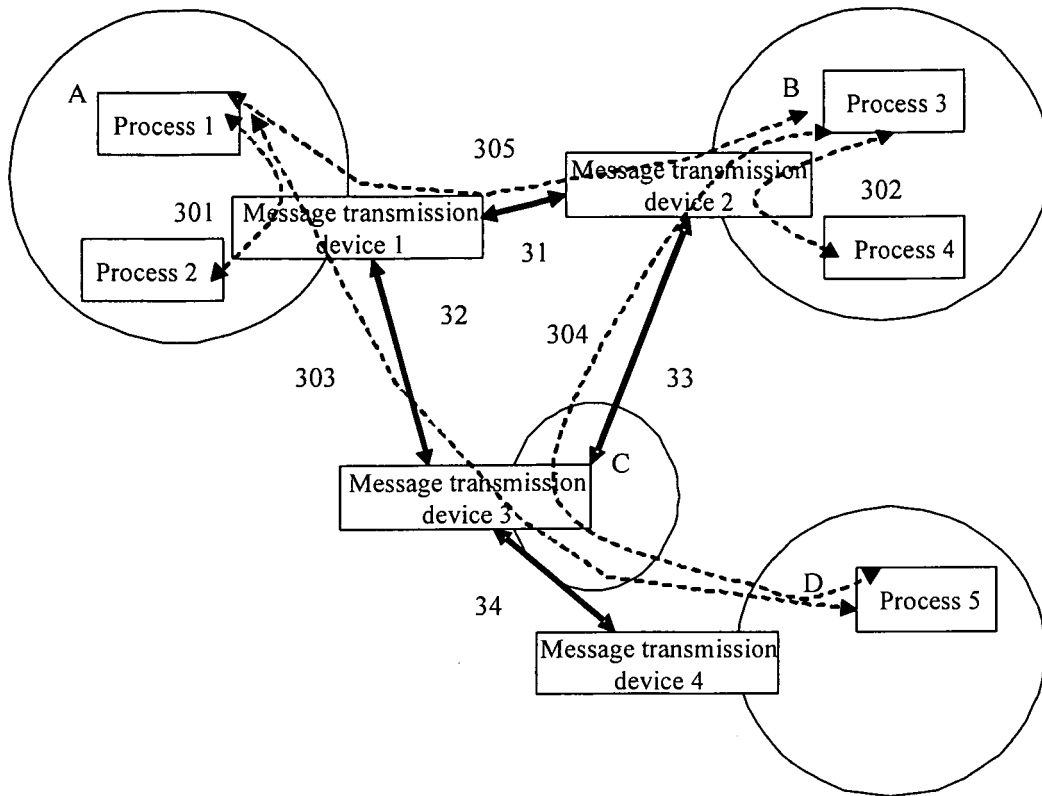 A
Process 1
B
Process 3
305
Message transmission
device 2
302
301
Message transmission
device 1
31
Process 2
Process 4
32
304
303
33
C
Message transmission
device 3
D
Process 5
34
Message transmission
device 4